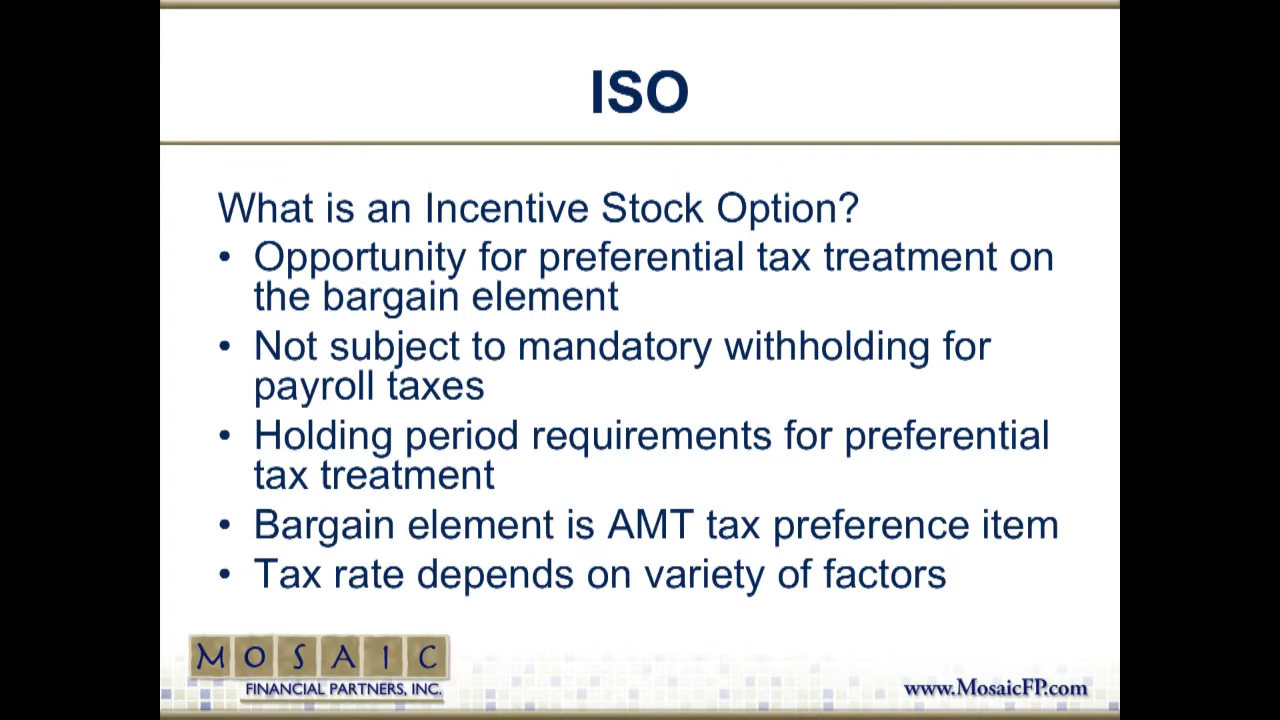 ISO
What is an Incentive Stock Option?
• Opportunity for preferential tax treatment on
the bargain element
• Not subject to mandatory withholding for
payroll taxes
• Holding period requirements for preferential
tax treatment
• Bargain element is AMT tax preference item
• Tax rate depends on variety of factors
MOSAIC
FINANCIAL PARTNERS, INC.
www.MosaicFP.com